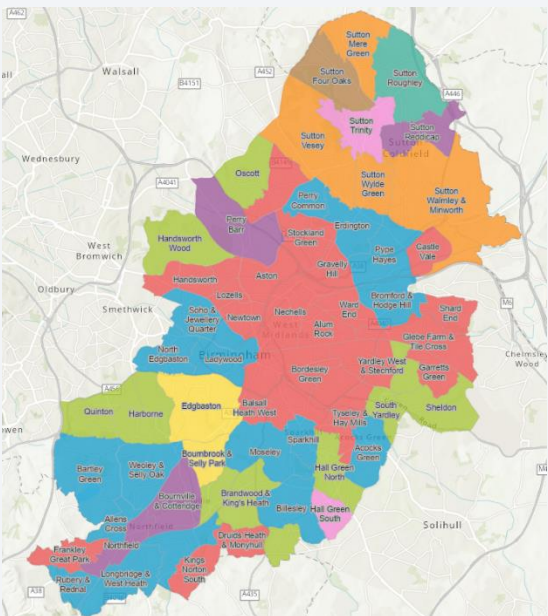 A462
Walsall
B4151
A452
Sutton
Mere
Green
Sutton
Four Oaks
Sutton
Roughley
A446
Sutton
Trinity
Sutton
Reddicap
Sutton
Vesey
Wednesbury
A4041
Oscott
Sutton
Wylde
Green
Sutton
Walmley &
Minworth
Perry
Common
Perry
Barr
Stockland
Green
Erdington
Handsworth
Wood
West
Bromwich
Pype
Hayes
Castle
Vale
Gravelly
Hill
Aston
Handsworth
Oldbury
Smethwick
Lozells
Bromford &
Hodge Hill
M6
Soho &
Jewellery
Quarter
Newtown
Nechells
Ward
End
Shard
End
West
Midlands
Alum
Rock
Glebe Farm &
Tile Cross
North
Edgbaston
Birmingham
Ladywood
Chelmsley
Wood
Yardley West
& Stechford
Garretts
Green
Bordesley
Green
A456
Quinton
Harborne
Edgbaston
Balsall
Heath West
Tyseley &
Hay Mills
South
Yardley
Sheldon
Sparkhill
Acocks
Green
Bournbrook &
Selly Park
Moseley
Weoley &
Selly Oak
Bartley
Green
Hall Green
North
Bournville
& Cotteridge
Brandwood &
King's Heath
Billesley
Hall Green
South
Allens
Cross
Northfield
Solihull
Druids Heath
& Monyhull
Northfield
Frankley
Great Park
Kings
Norton
South
Longbridge &
West Heath
Rubery &
Rednal
A38
A435